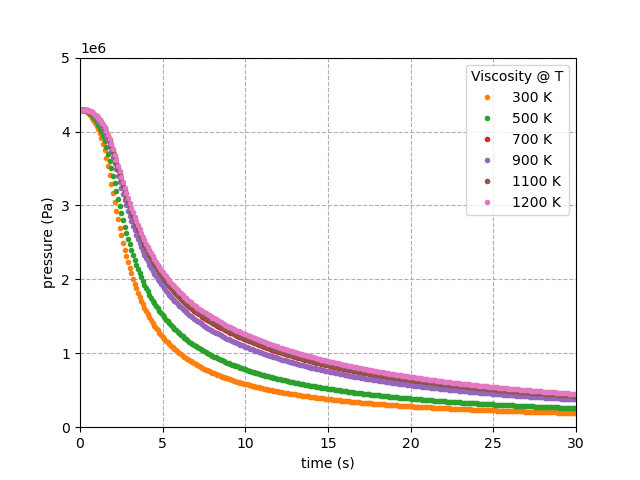 1e6
5
4
3
2
1
0
pressure (Pa)
0 5 10 15 20 25 30
time (s)
Viscosity @ T
300 K
500 K
700 K
900 K
1100 K
1200 K